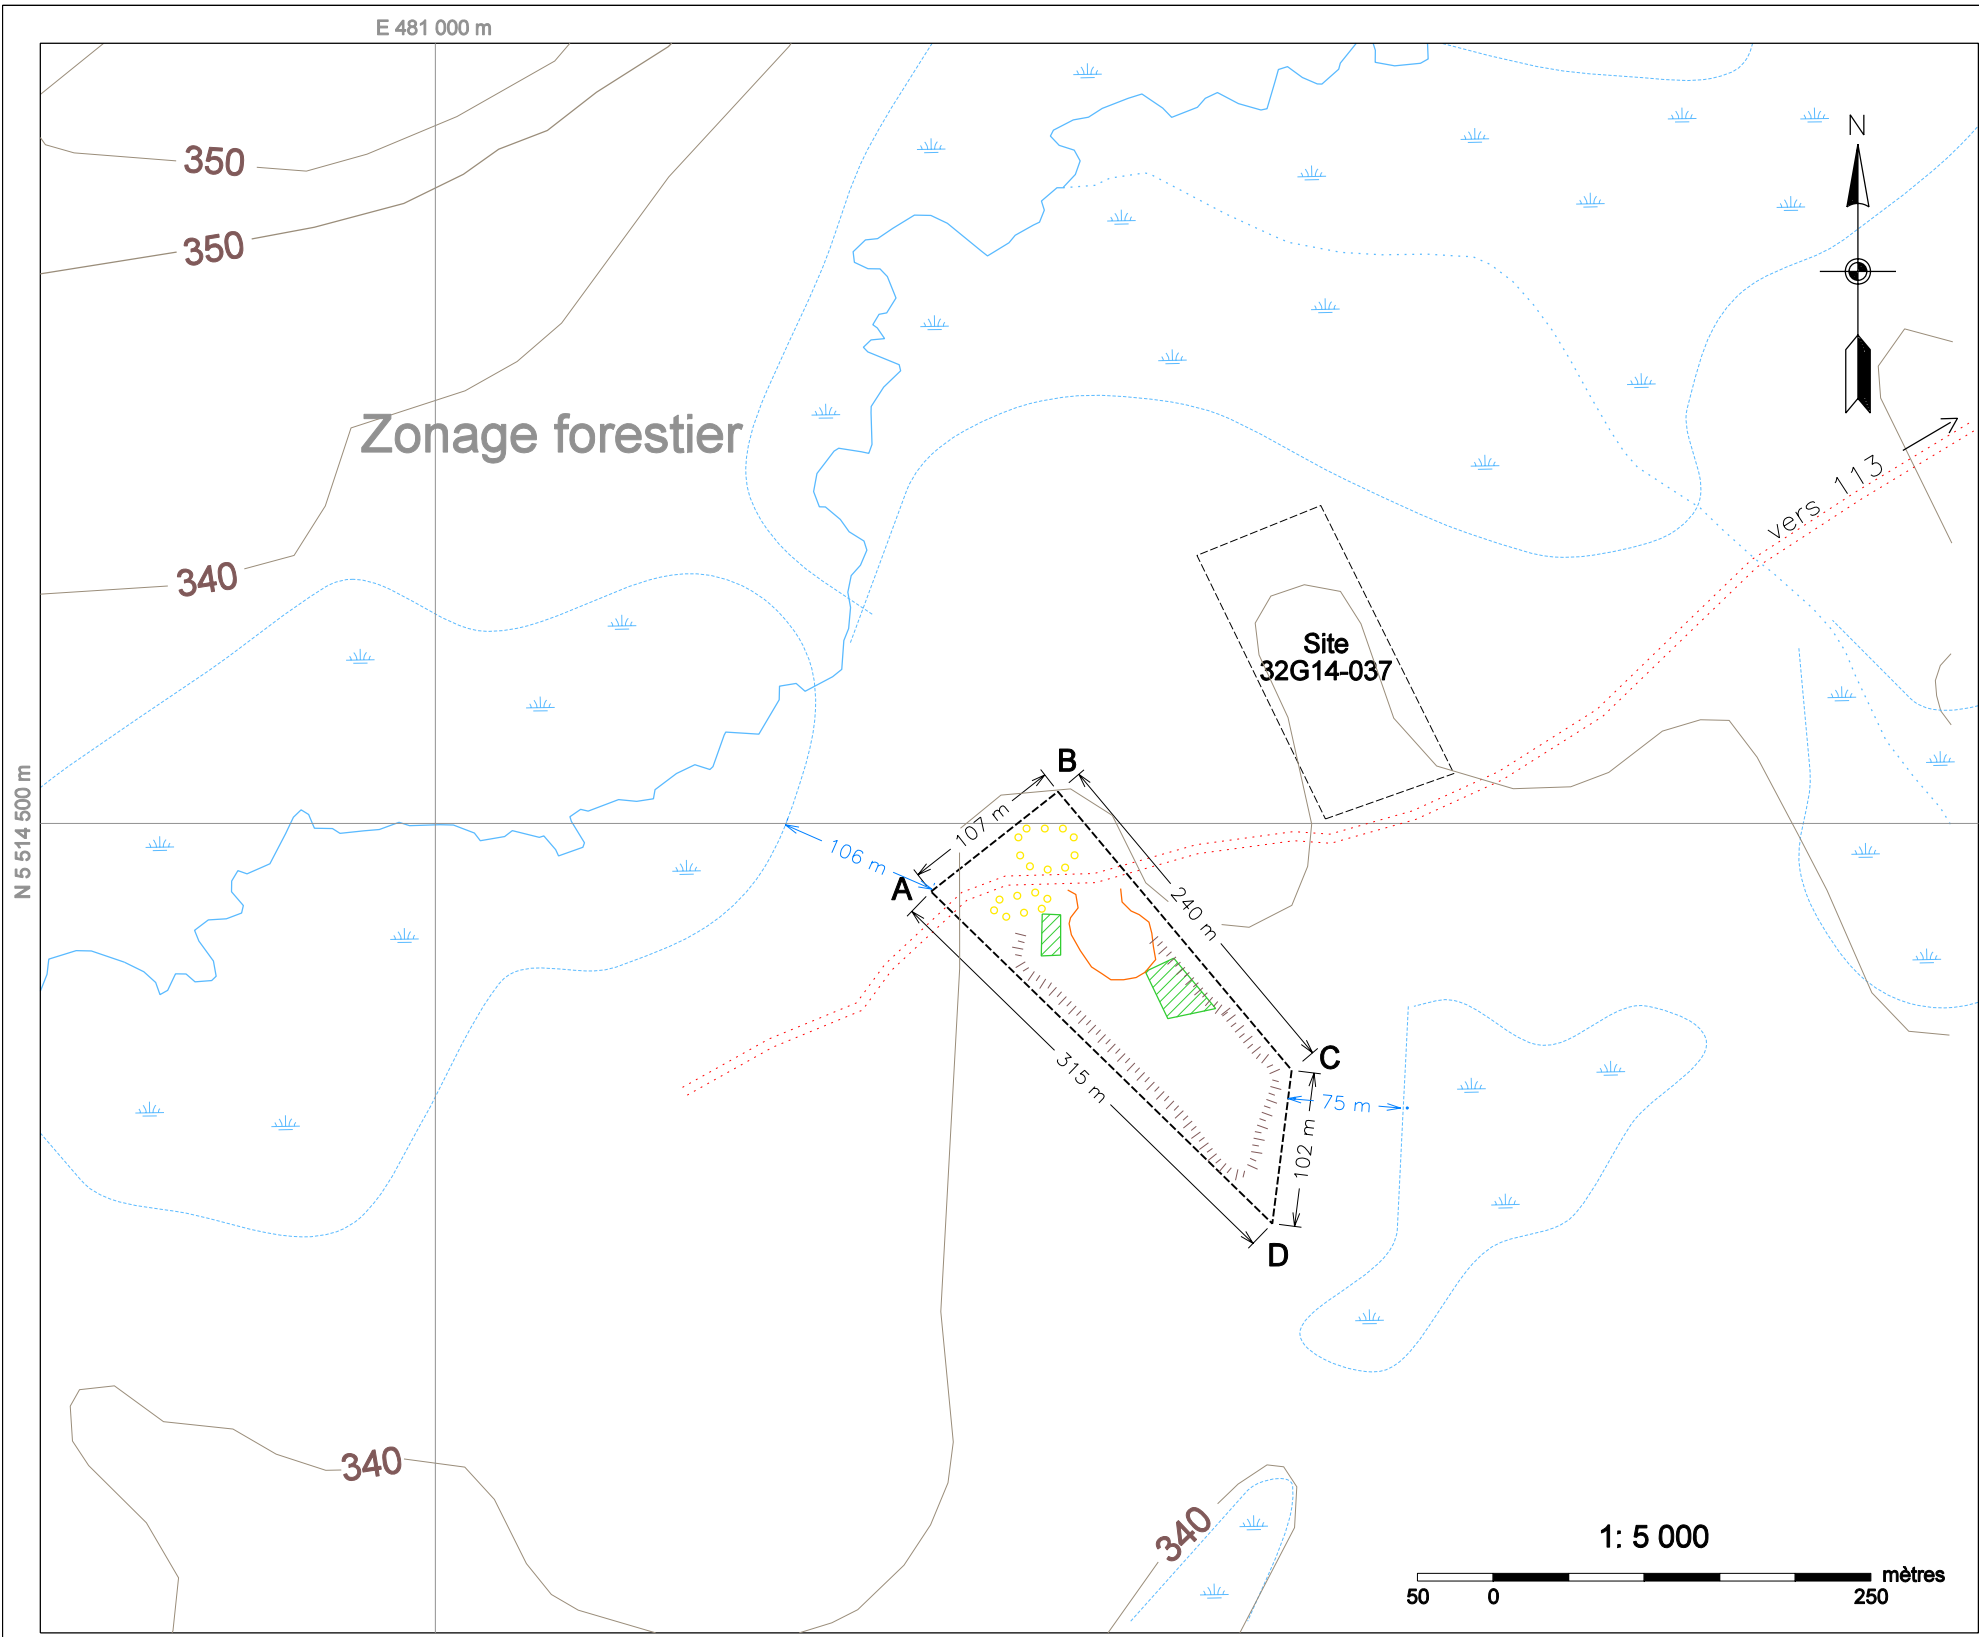 E 481 000 m
N
350
350
Zonage forestier
vers 113
340
Site
32G14-037
B
N 5 514 500 m
107 m
106 m
A
240 m
C
315 m
75 m
102 m
D
340
340
1: 5 000
mètres
50 0 250